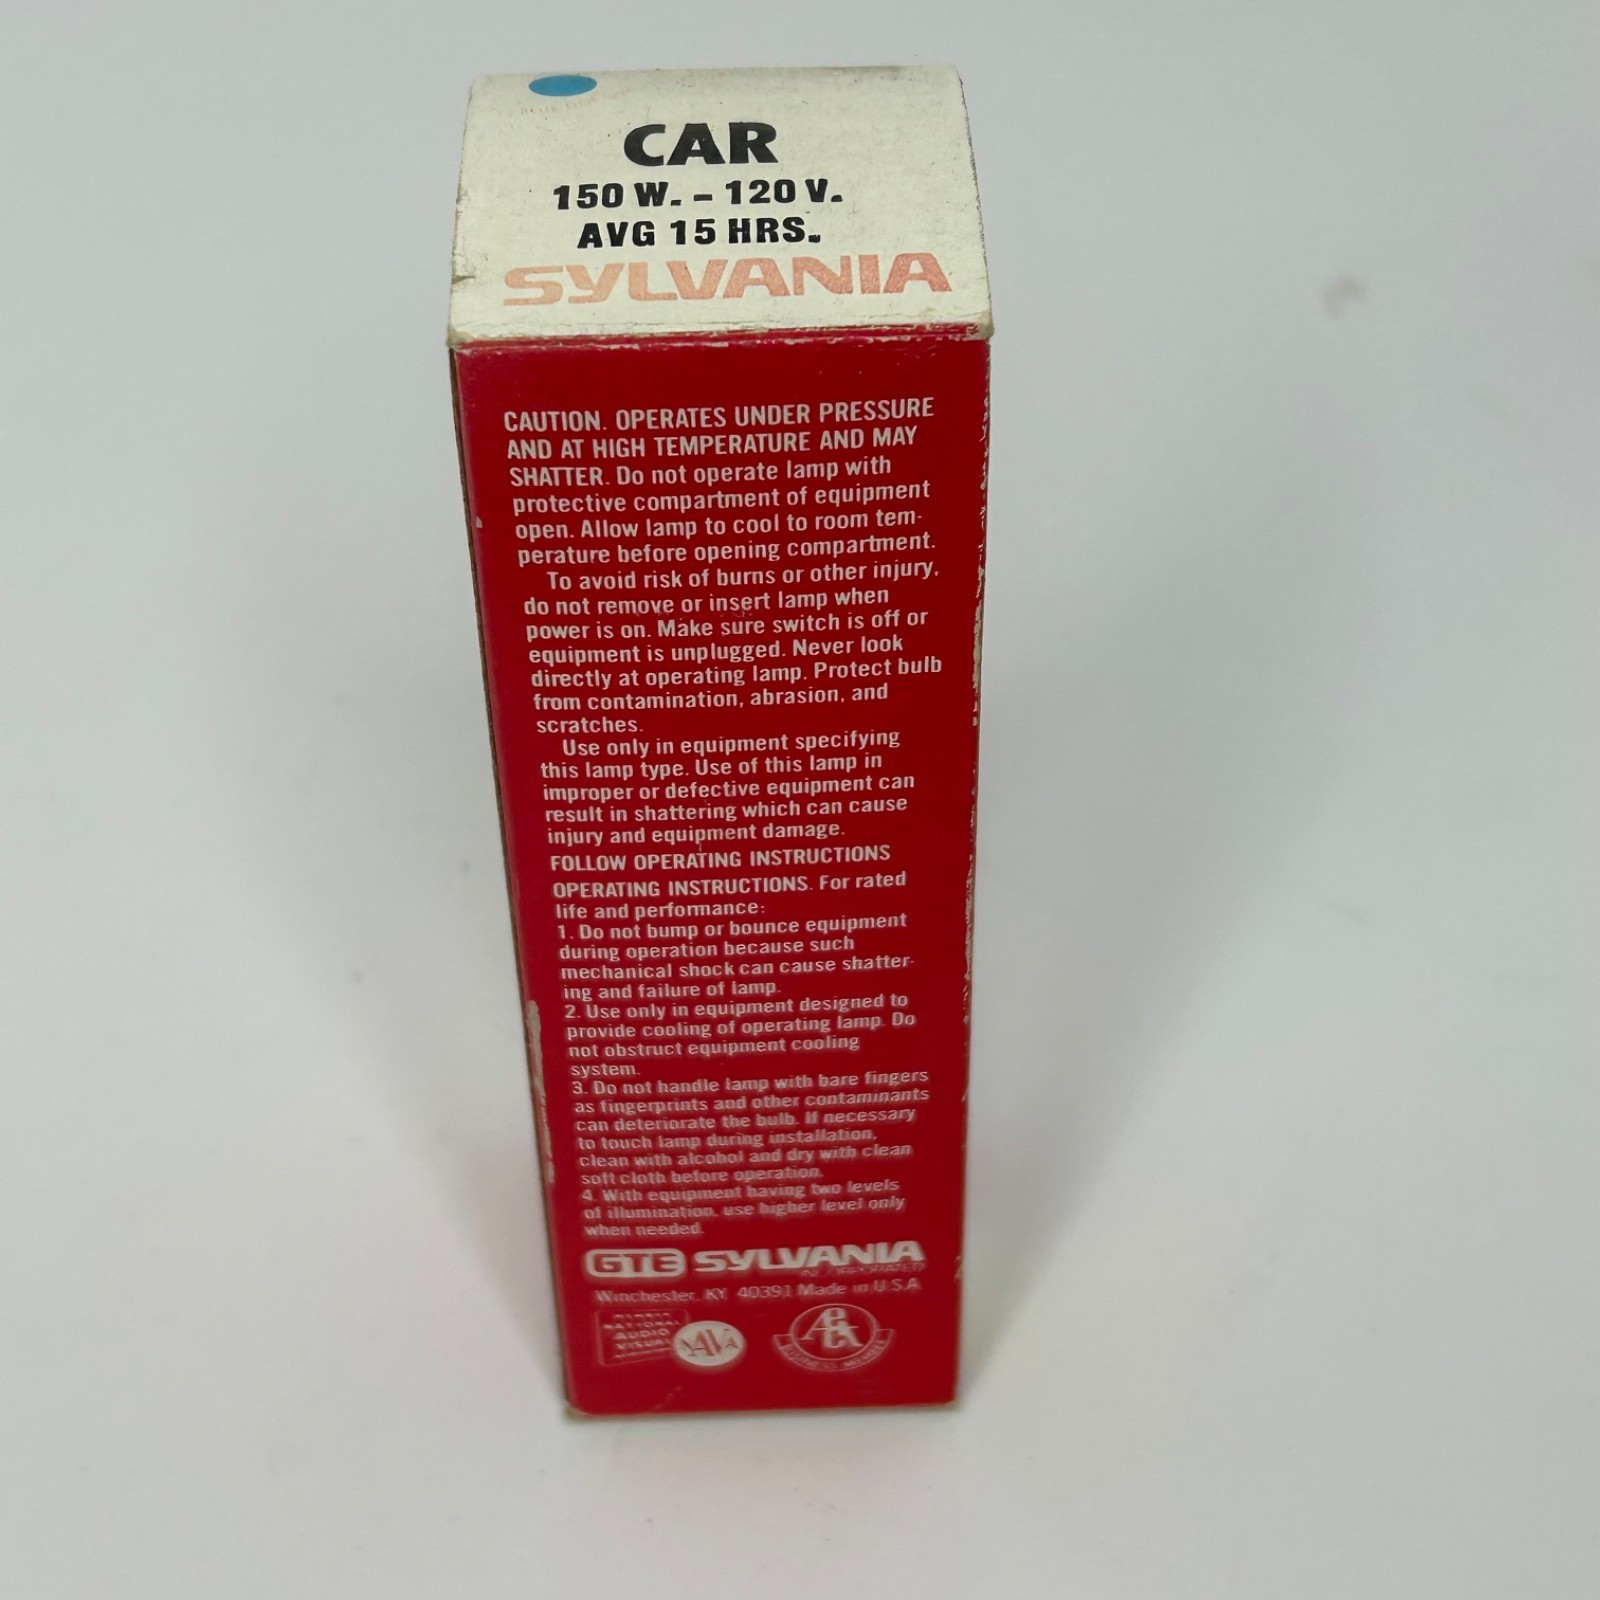 CAR
150 W. – 120 V.
AVG 15 HRS.
SYLVANIA
CAUTION. OPERATES UNDER PRESSURE
AND AT HIGH TEMPERATURE AND MAY
SHATTER. Do not operate lamp with
protective compartment of equipment
open. Allow lamp to cool to room tem-
perature before opening compartment.
To avoid risk of burns or other injury,
do not remove or insert lamp when
power is on. Make sure switch is off or
equipment is unplugged. Never look
directly at operating lamp. Protect bulb
from contamination, abrasion, and
scratches.
Use only in equipment specifying
this lamp type. Use of this lamp in
improper or defective equipment can
result in shattering which can cause
injury and equipment damage.
FOLLOW OPERATING INSTRUCTIONS
OPERATING INSTRUCTIONS. For rated
life and performance:
1. Do not bump or bounce equipment
during operation because such
mechanical shock can cause shatter-
ing and failure of lamp.
2. Use only in equipment designed to
provide cooling of operating lamp. Do
not obstruct equipment cooling
system.
3. Do not handle lamp with bare fingers
as fingerprints and other contaminants
can deteriorate the bulb. If necessary
to touch lamp during installation,
clean with alcohol and dry with clean
soft cloth before operation.
4. With equipment having two levels
of illumination, use higher level only
when needed.
GTE SYLVANIA
INCORPORATED
Winchester, KY 40391 Made in U.S.A.
NATIONAL
AUDIO
VISUAL
NAVA
AECT
BUSINESS MEMBER